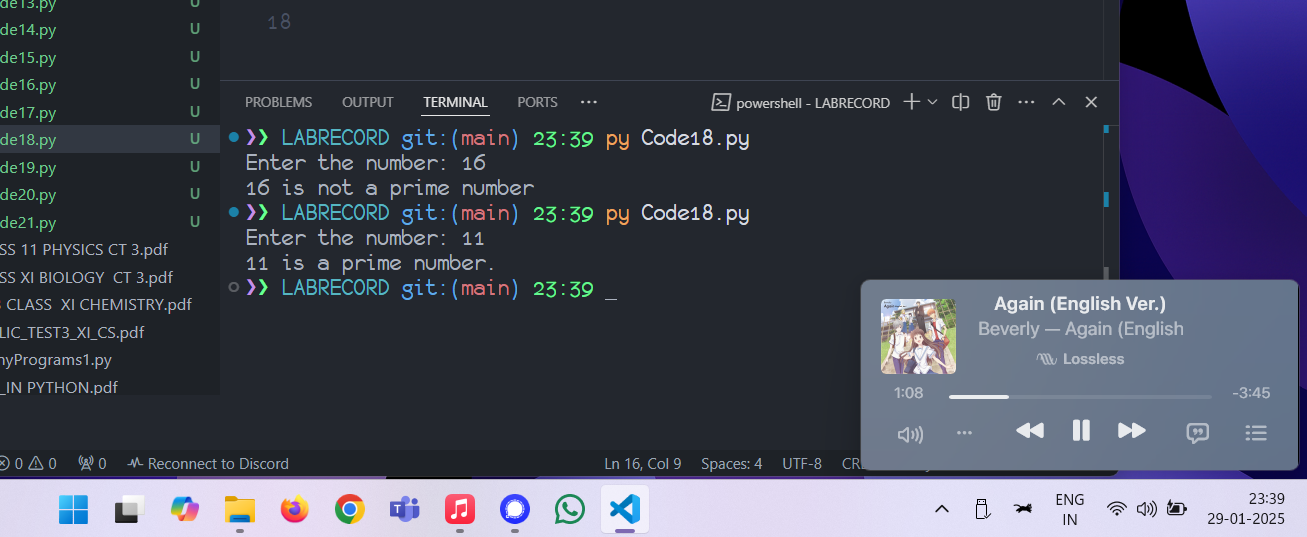 de13.py U
de14.py U
de15.py U
de16.py U
de17.py U
de18.py U
de19.py U
de20.py U
de21.py U
SS 11 PHYSICS CT 3.pdf
SS XI BIOLOGY CT 3.pdf
CLASS XI CHEMISTRY.pdf
LIC_TEST3_XI_CS.pdf
nyPrograms1.py
_IN PYTHON.pdf
18
PROBLEMS OUTPUT TERMINAL PORTS ··· powershell - LABRECORD
❯❯ LABRECORD git:(main) 23:39 py Code18.py
Enter the number: 16
16 is not a prime number
❯❯ LABRECORD git:(main) 23:39 py Code18.py
Enter the number: 11
11 is a prime number.
❯❯ LABRECORD git:(main) 23:39 _
Again (English Ver.)
Beverly — Again (English
Lossless
1:08 -3:45
0 0 0 Reconnect to Discord Ln 16, Col 9 Spaces: 4 UTF-8
ENG
IN
23:39
29-01-2025